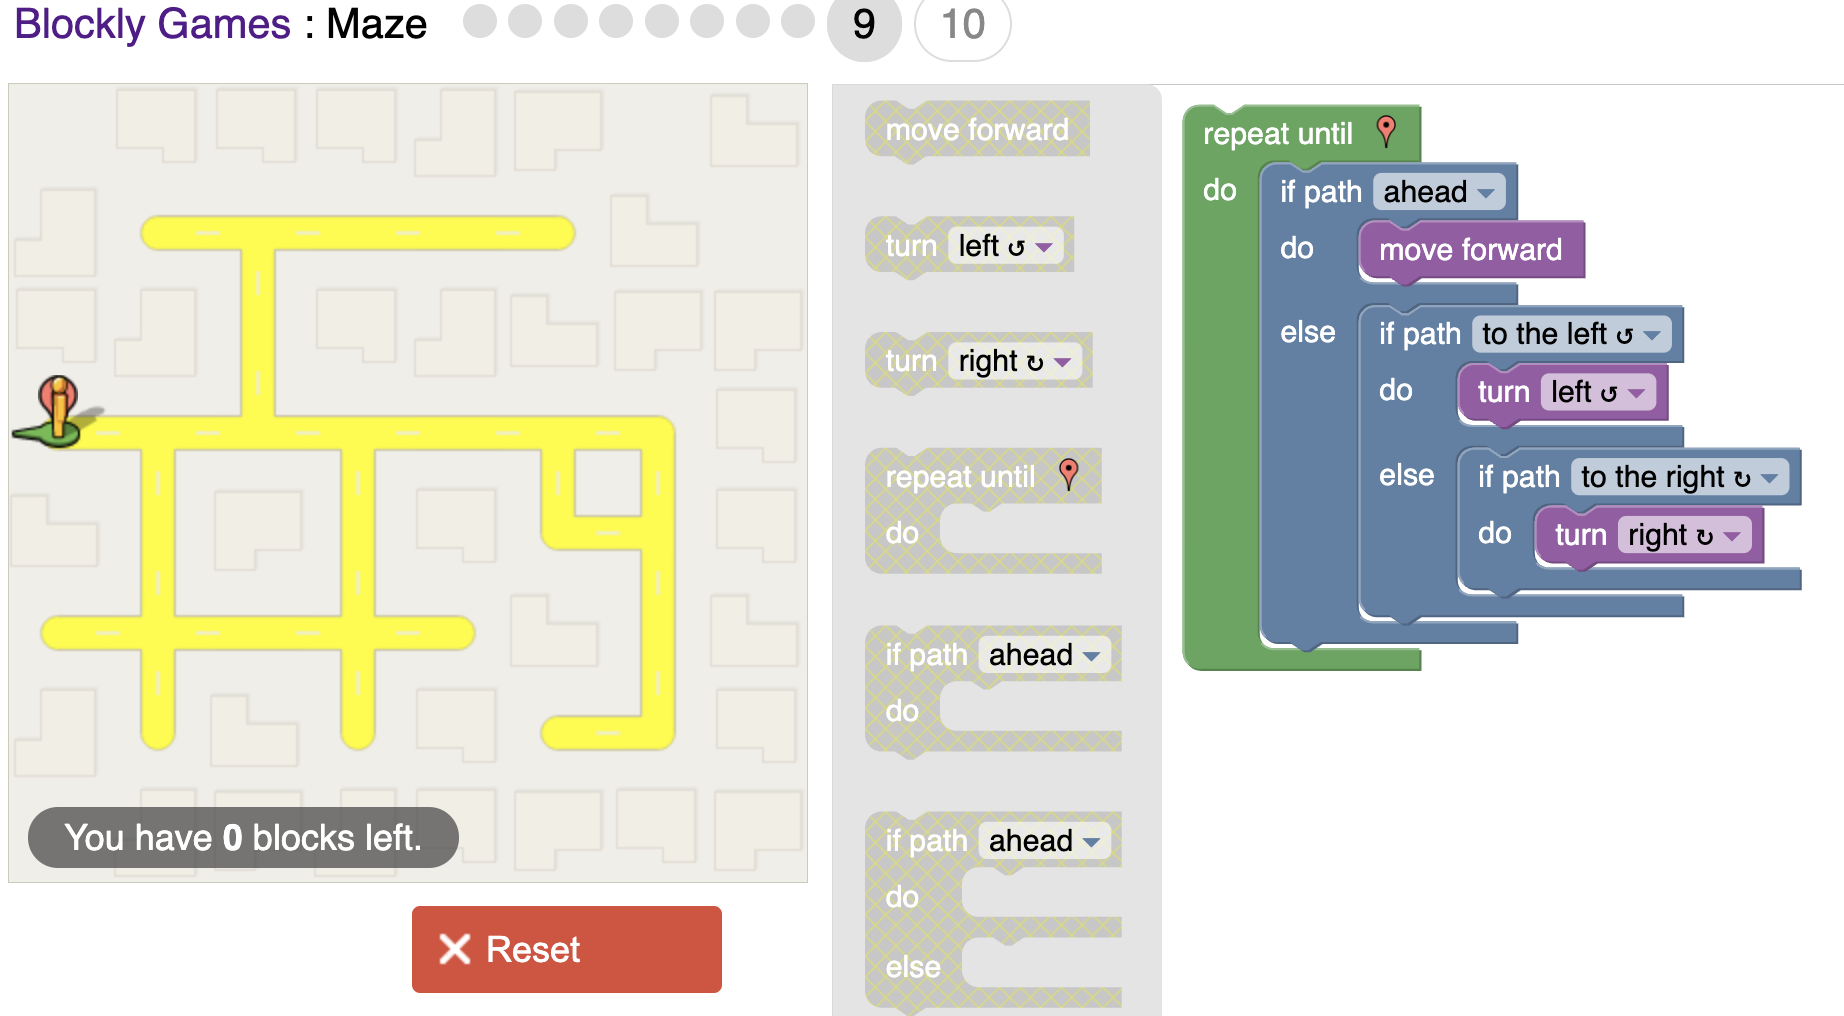 Blockly Games : Maze 9 10
You have 0 blocks left.
Reset
move forward
turn left ↺
turn right ↻
repeat until
do
if path ahead
do
if path ahead
do
else
repeat until
do if path ahead
do move forward
else if path to the left ↺
do turn left ↺
else if path to the right ↻
do turn right ↻